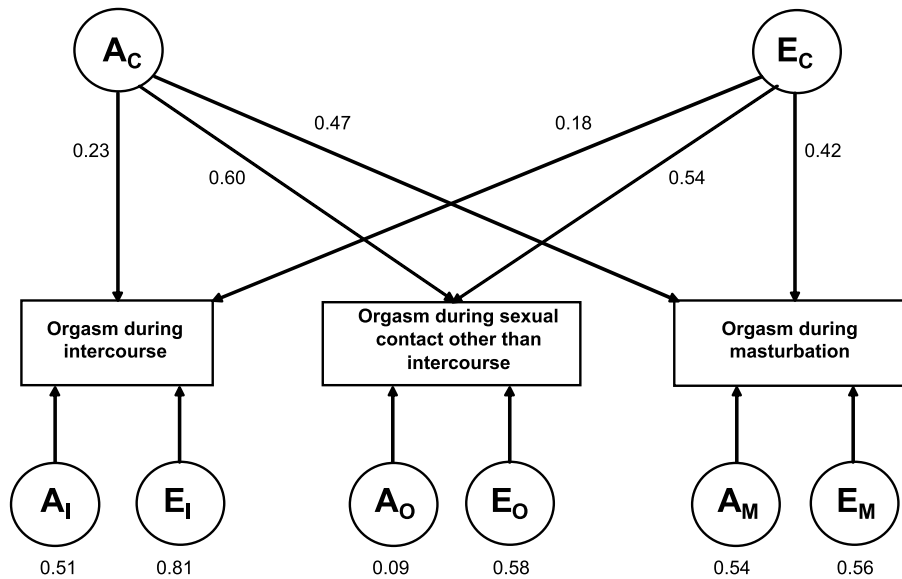 A_C
E_C
0.23
0.60
0.47
0.18
0.54
0.42
Orgasm during
intercourse
Orgasm during sexual
contact other than
intercourse
Orgasm during
masturbation
A_I
E_I
A_O
E_O
A_M
E_M
0.51
0.81
0.09
0.58
0.54
0.56